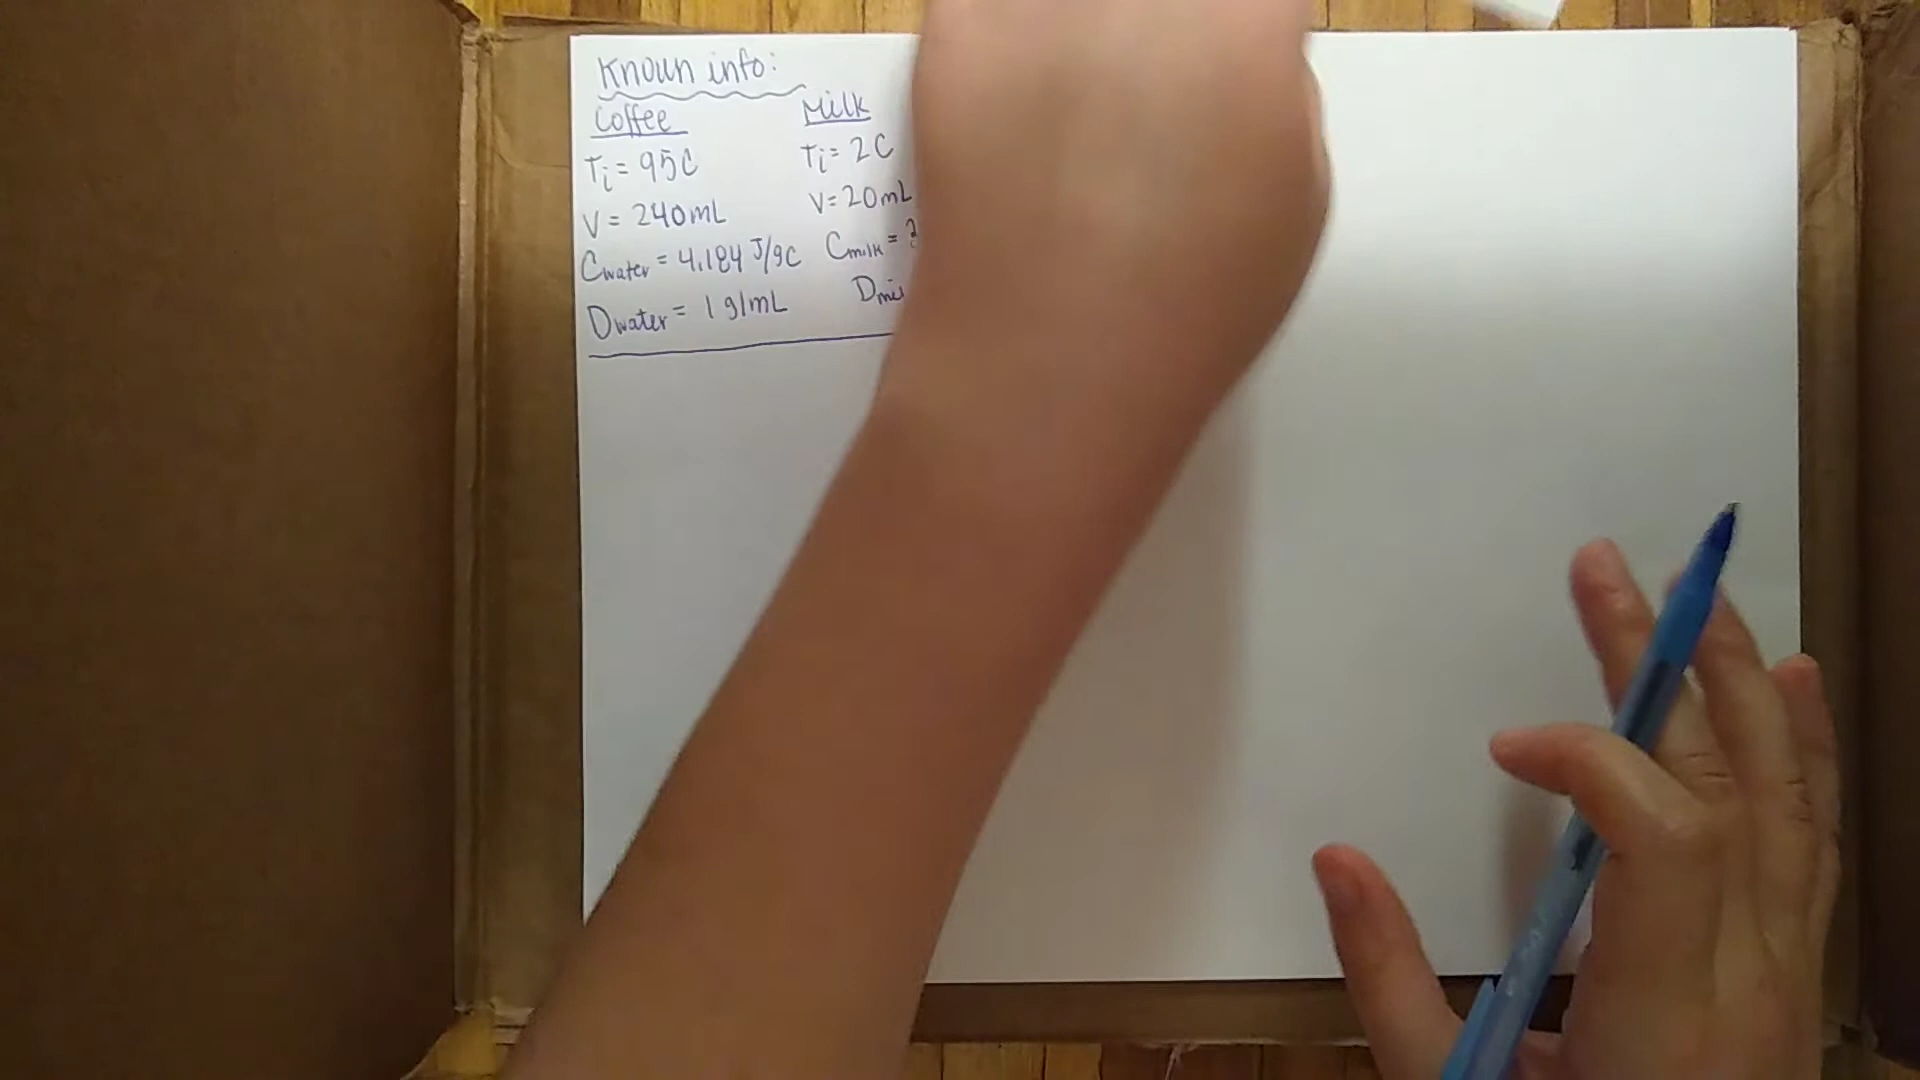 Known info:
Coffee
Ti = 95C
V = 240mL
Cwater = 4.184 J/gC
Dwater = 1 g/mL
Milk
Ti = 2C
V = 20mL
Cmilk =